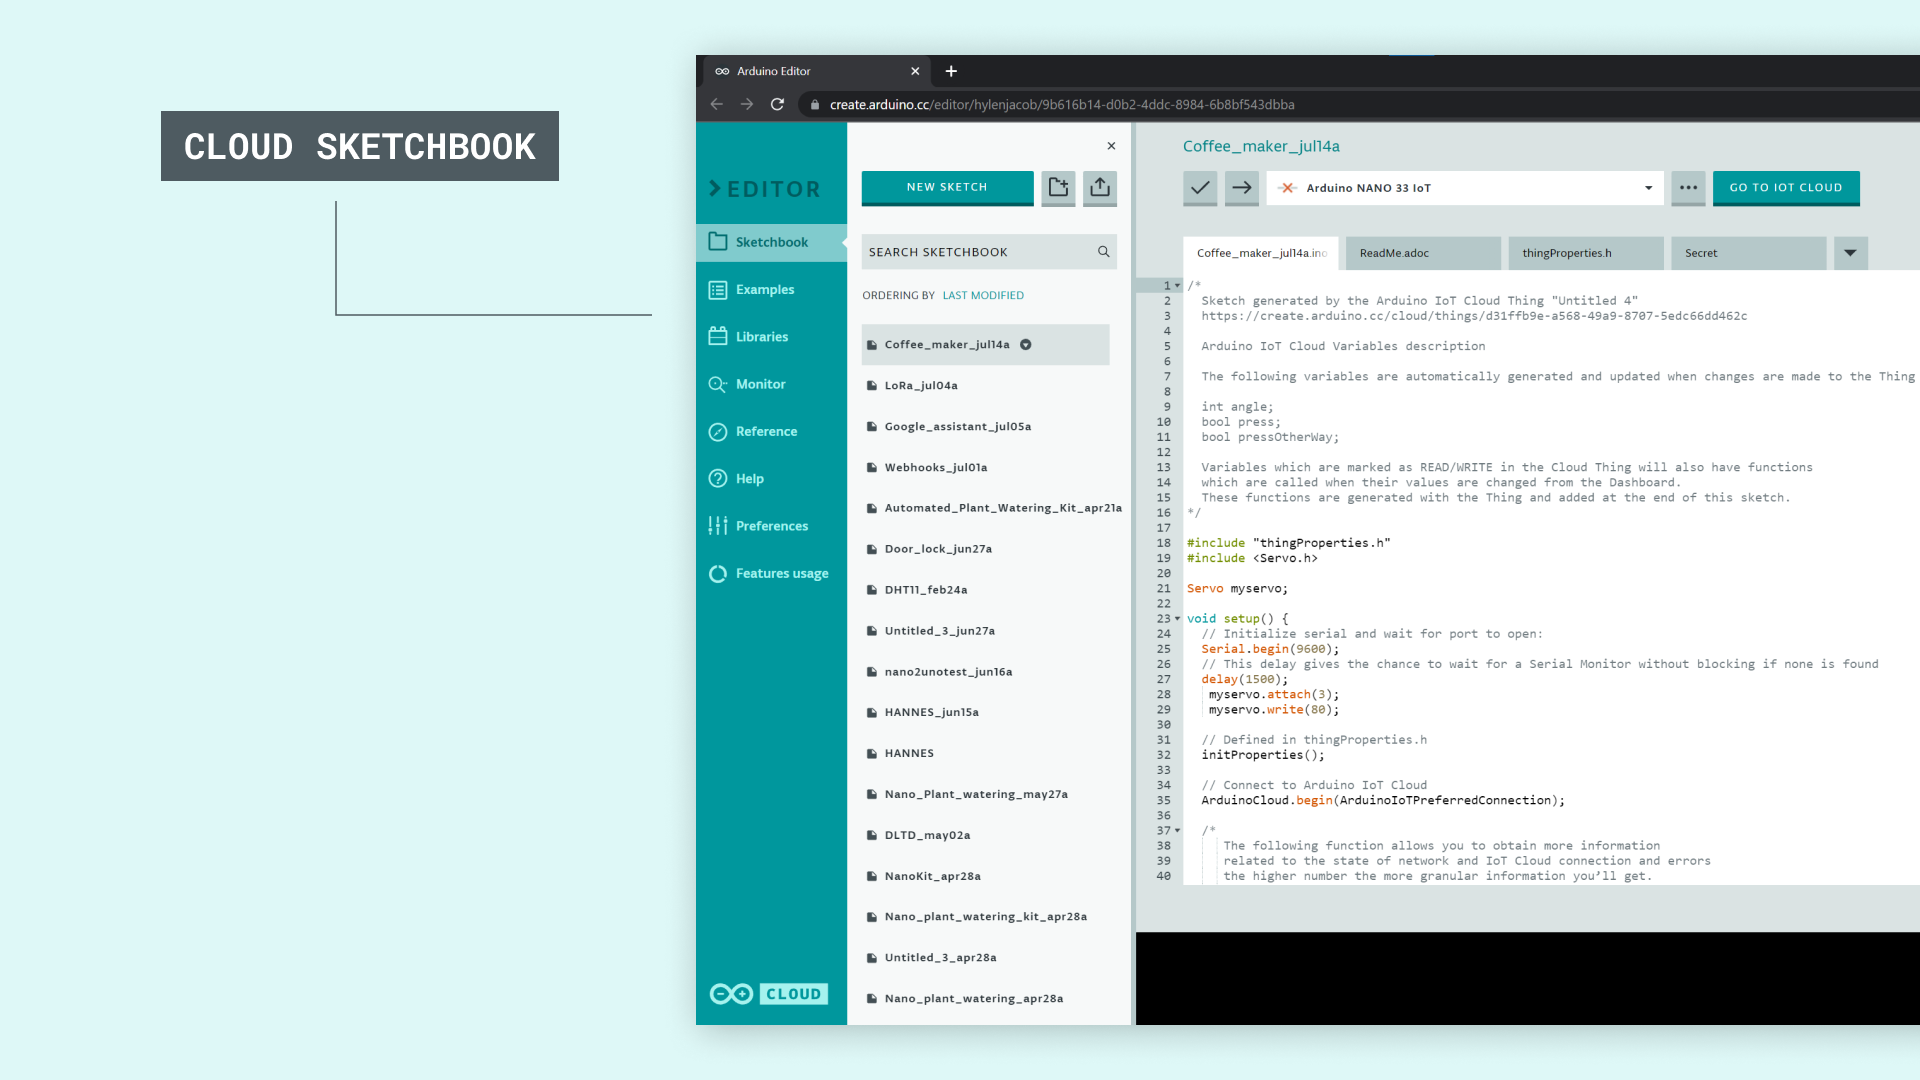 CLOUD SKETCHBOOK
Arduino Editor
create.arduino.cc/editor/hylenjacob/9b616b14-d0b2-4ddc-8984-6b8bf543dbba
EDITOR
Sketchbook
Examples
Libraries
Monitor
Reference
Help
Preferences
Features usage
CLOUD
NEW SKETCH
SEARCH SKETCHBOOK
ORDERING BY LAST MODIFIED
Coffee_maker_jul14a
LoRa_jul04a
Google_assistant_jul05a
Webhooks_jul01a
Automated_Plant_Watering_Kit_apr21a
Door_lock_jun27a
DHT11_feb24a
Untitled_3_jun27a
nano2unotest_jun16a
HANNES_jun15a
HANNES
Nano_Plant_watering_may27a
DLTD_may02a
NanoKit_apr28a
Nano_plant_watering_kit_apr28a
Untitled_3_apr28a
Nano_plant_watering_apr28a
Coffee_maker_jul14a
Arduino NANO 33 IoT
GO TO IOT CLOUD
Coffee_maker_jul14a.ino ReadMe.adoc thingProperties.h Secret
1 /*
2 Sketch generated by the Arduino IoT Cloud Thing "Untitled 4"
3 https://create.arduino.cc/cloud/things/d31ffb9e-a568-49a9-8707-5edc66dd462c
4
5 Arduino IoT Cloud Variables description
6
7 The following variables are automatically generated and updated when changes are made to the Thing
8
9 int angle;
10 bool press;
11 bool pressOtherWay;
12
13 Variables which are marked as READ/WRITE in the Cloud Thing will also have functions
14 which are called when their values are changed from the Dashboard.
15 These functions are generated with the Thing and added at the end of this sketch.
16 */
17
18 #include "thingProperties.h"
19 #include <Servo.h>
20
21 Servo myservo;
22
23 void setup() {
24 // Initialize serial and wait for port to open:
25 Serial.begin(9600);
26 // This delay gives the chance to wait for a Serial Monitor without blocking if none is found
27 delay(1500);
28 myservo.attach(3);
29 myservo.write(80);
30
31 // Defined in thingProperties.h
32 initProperties();
33
34 // Connect to Arduino IoT Cloud
35 ArduinoCloud.begin(ArduinoIoTPreferredConnection);
36
37 /*
38 The following function allows you to obtain more information
39 related to the state of network and IoT Cloud connection and errors
40 the higher number the more granular information you'll get.